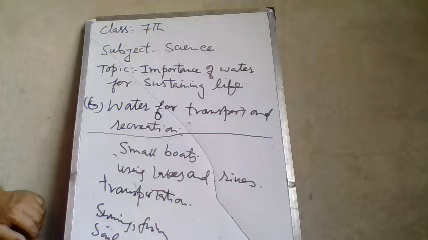 Class:- 7th
Subject:- Science
Topic:- Importance of water
for Sustaining life
(6) Water for transport and
recreation.
Small boats
using lakes and rivers.
transportation.